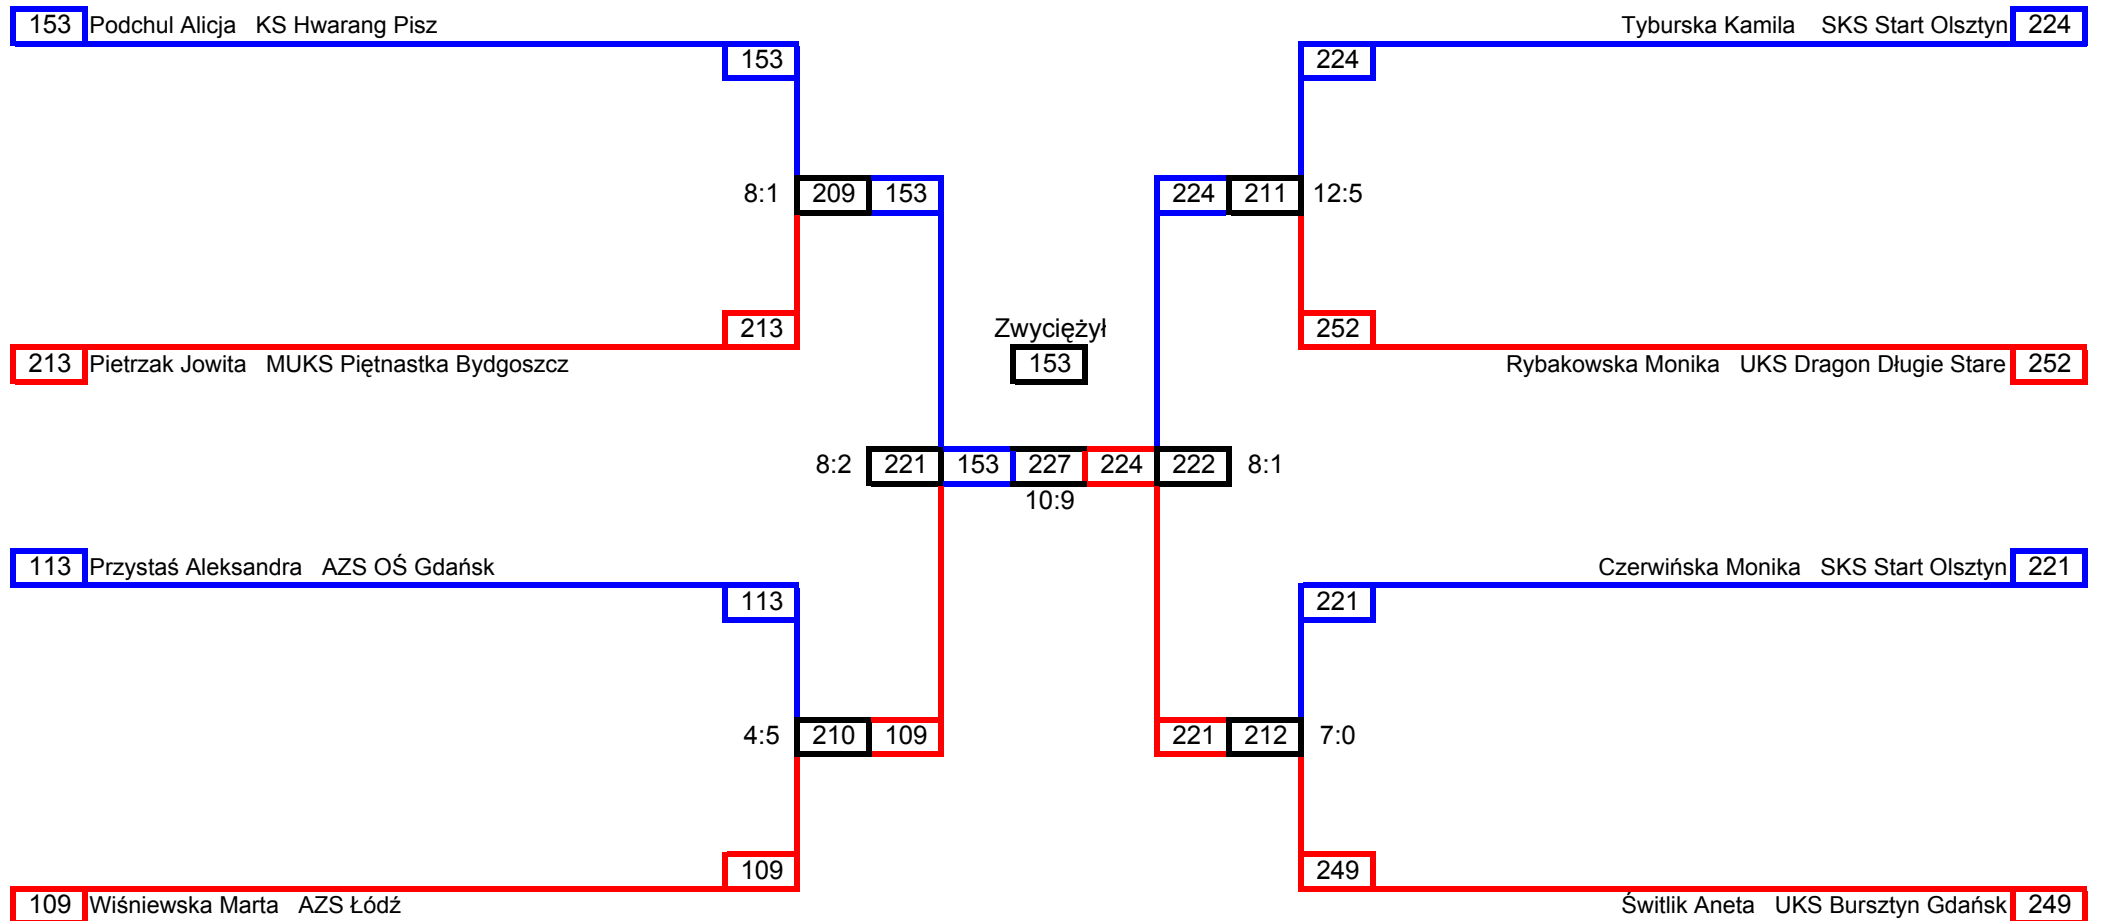 153 Podchul Alicja KS Hwarang Pisz
Tyburska Kamila SKS Start Olsztyn 224
153
224
8:1 209 153
224 211 12:5
213
Zwyciężył
252
213 Pietrzak Jowita MUKS Piętnastka Bydgoszcz
153
Rybakowska Monika UKS Dragon Długie Stare 252
8:2 221 153 227 224 222 8:1
10:9
113 Przystaś Aleksandra AZS OŚ Gdańsk
Czerwińska Monika SKS Start Olsztyn 221
113
221
4:5 210 109
221 212 7:0
109
249
109 Wiśniewska Marta AZS Łódź
Świtlik Aneta UKS Bursztyn Gdańsk 249